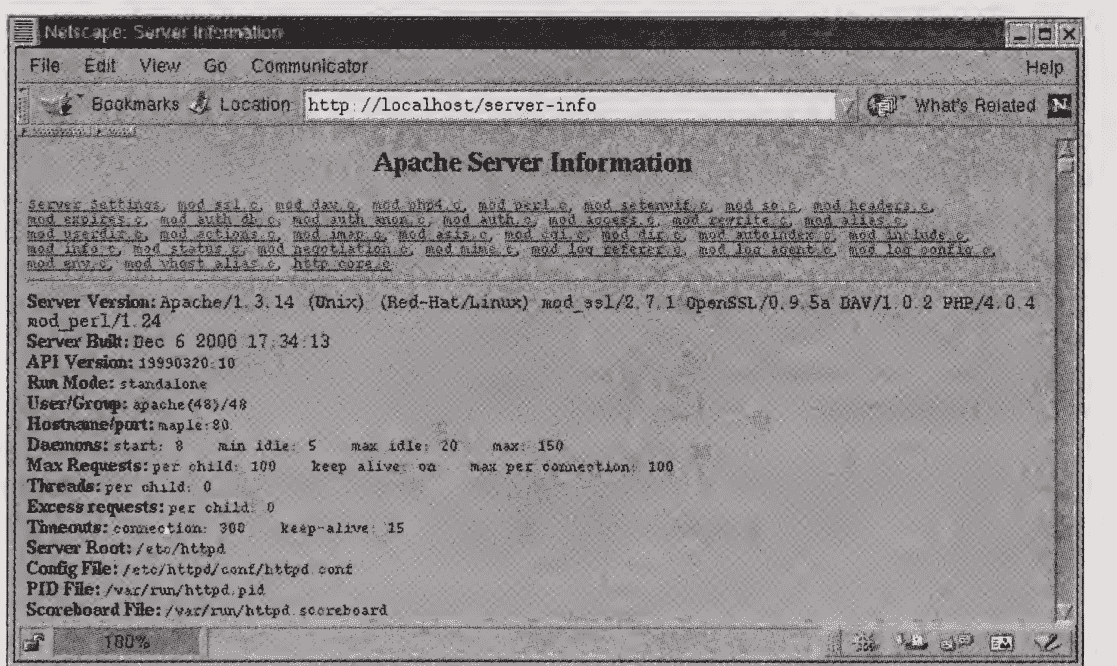 Netscape: Server Information
File Edit View Go Communicator Help
Bookmarks Location http://localhost/server-info What's Related N
Apache Server Information
Server Settings, mod_ssl.c, mod_dav.c, mod_php4.c, mod_perl.c, mod_setenvif.c, mod_so.c, mod_headers.c,
mod_expires.c, mod_auth_db.c, mod_auth_anon.c, mod_auth.c, mod_access.c, mod_rewrite.c, mod_alias.c,
mod_userdir.c, mod_actions.c, mod_imap.c, mod_asis.c, mod_cgi.c, mod_dir.c, mod_autoindex.c, mod_include.c,
mod_info.c, mod_status.c, mod_negotiation.c, mod_mime.c, mod_log_referer.c, mod_log_agent.c, mod_log_config.c,
mod_env.c, mod_vhost_alias.c, http_core.c
Server Version: Apache/1.3.14 (Unix) (Red-Hat/Linux) mod_ssl/2.7.1 OpenSSL/0.9.5a DAV/1.0.2 PHP/4.0.4
mod_perl/1.24
Server Built: Dec 6 2000 17:34:13
API Version: 19990320:10
Run Mode: standalone
User/Group: apache(48)/48
Hostname/port: maple:80
Daemons: start: 8 min idle: 5 max idle: 20 max: 150
Max Requests: per child: 100 keep alive: on max per connection: 100
Threads: per child: 0
Excess requests: per child: 0
Timeouts: connection: 300 keep-alive: 15
Server Root: /etc/httpd
Config File: /etc/httpd/conf/httpd.conf
PID File: /var/run/httpd.pid
Scoreboard File: /var/run/httpd.scoreboard
180%